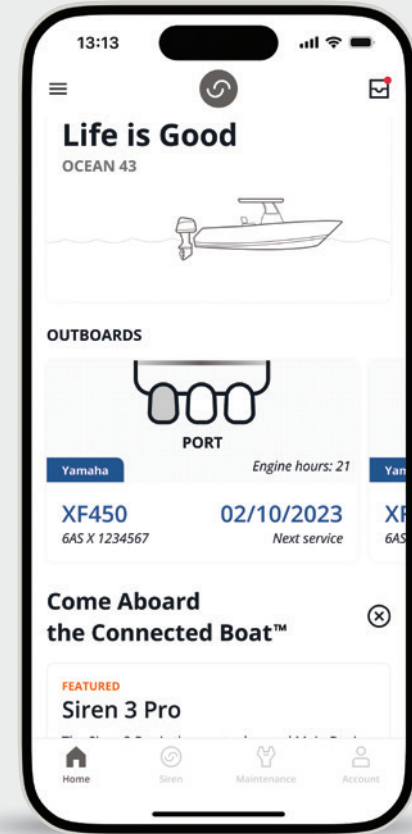 13:13
Life is Good
OCEAN 43
OUTBOARDS
PORT
Yamaha
Engine hours: 21
Yam
XF450
02/10/2023
XF
6AS X 1234567
Next service
6AS
Come Aboard
the Connected Boat™
FEATURED
Siren 3 Pro
Home
Siren
Maintenance
Account